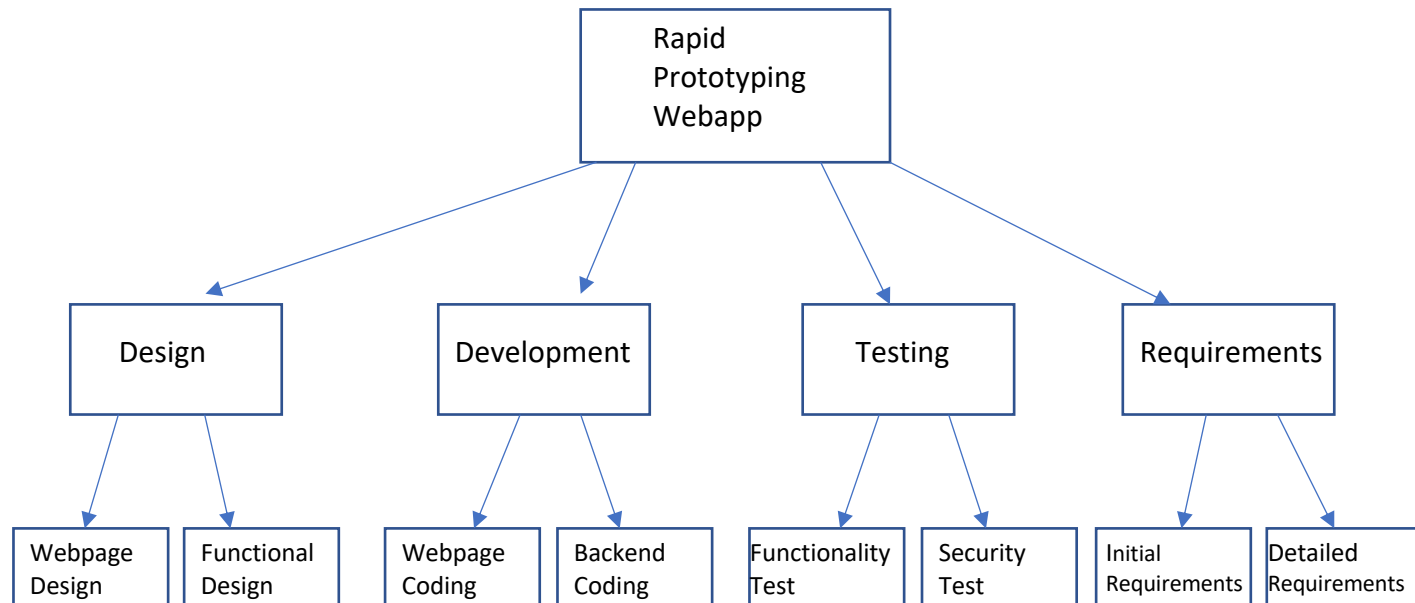 Rapid
Prototyping
Webapp
Design
Development
Testing
Requirements
Webpage
Design
Functional
Design
Webpage
Coding
Backend
Coding
Functionality
Test
Security
Test
Initial
Requirements
Detailed
Requirements